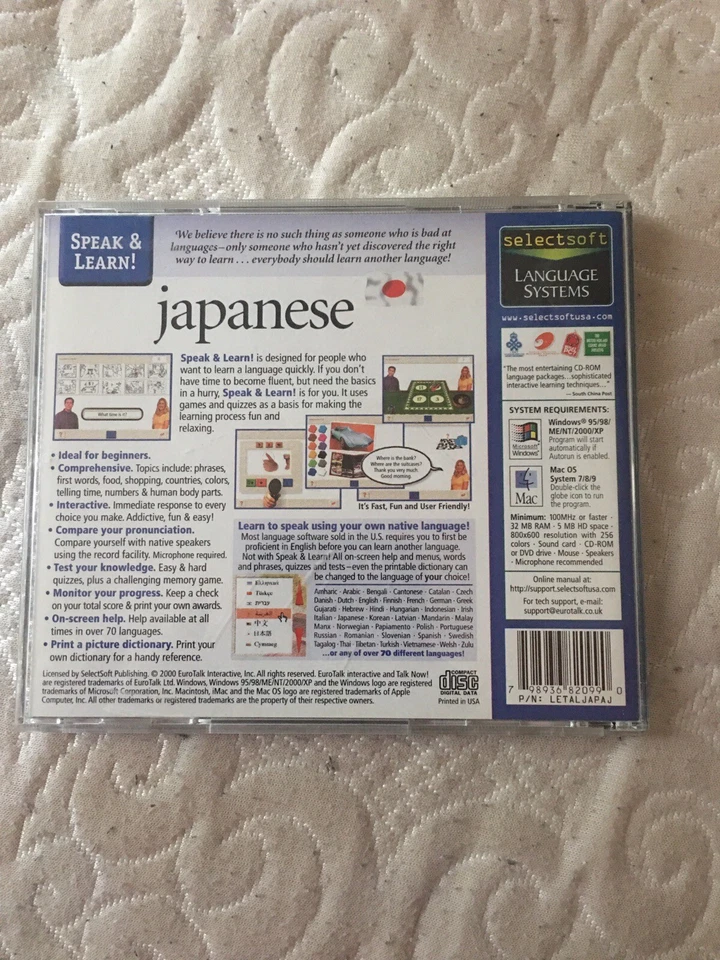 SPEAK &
LEARN!
'We believe there is no such thing as someone who is bad at
languages–only someone who hasn't yet discovered the right
way to learn . . . everybody should learn another language!
japanese
Speak & Learn! is designed for people who
want to learn a language quickly. If you don't
have time to become fluent, but need the basics
in a hurry, Speak & Learn! is for you. It uses
games and quizzes as a basis for making the
learning process fun and
relaxing.
What time is it?
Where is the bank?
Where are the suitcases?
Thank you very much
Good morning.
It's Fast, Fun and User Friendly!
• Ideal for beginners.
• Comprehensive. Topics include: phrases,
first words, food, shopping, countries, colors,
telling time, numbers & human body parts.
• Interactive. Immediate response to every
choice you make. Addictive, fun & easy!
• Compare your pronunciation.
Compare yourself with native speakers
using the record facility. Microphone required.
• Test your knowledge. Easy & hard
quizzes, plus a challenging memory game.
• Monitor your progress. Keep a check
on your total score & print your own awards.
• On-screen help. Help available at all
times in over 70 languages.
• Print a picture dictionary. Print your
own dictionary for a handy reference.
Learn to speak using your own native language!
Most language software sold in the U.S. requires you to first be
proficient in English before you can learn another language.
Not with Speak & Learn! All on-screen help and menus, words
and phrases, quizzes and tests–even the printable dictionary can
be changed to the language of your choice!
Ελληνικά
Türkçe
עברית
العربية
中文
日本語
Cymraeg
Amharic · Arabic · Bengali · Cantonese · Catalan · Czech
Danish · Dutch · English · Finnish · French · German · Greek
Gujarati · Hebrew · Hindi · Hungarian · Indonesian · Irish
Italian · Japanese · Korean · Latvian · Mandarin · Malay
Manx · Norwegian · Papiamento · Polish · Portuguese
Russian · Romanian · Slovenian · Spanish · Swedish
Tagalog · Thai · Tibetan · Turkish · Vietnamese · Welsh · Zulu
...or any of over 70 different languages!
Licensed by SelectSoft Publishing. © 2000 EuroTalk Interactive, Inc. All rights reserved. EuroTalk interactive and Talk Now!
are registered trademarks of EuroTalk Ltd. Windows, Windows 95/98/ME/NT/2000/XP and the Windows logo are registered
trademarks of Microsoft Corporation, Inc. Macintosh, iMac and the Mac OS logo are registered trademarks of Apple
Computer, Inc. All other trademarks or registered trademarks are the property of their respective owners.
COMPACT
disc
DIGITAL DATA
Printed in USA
selectsoft
LANGUAGE
SYSTEMS
www.selectsoftusa.com
"The most entertaining CD-ROM
language packages...sophisticated
interactive learning techniques..."
— South China Post
SYSTEM REQUIREMENTS:
Microsoft
Windows®
Windows® 95/98/
ME/NT/2000/XP
Program will start
automatically if
Autorun is enabled.
Mac
Mac OS
System 7/8/9
Double-click the
globe icon to run
the program.
Minimum: 100MHz or faster ·
32 MB RAM · 5 MB HD space ·
800x600 resolution with 256
colors · Sound card · CD-ROM
or DVD drive · Mouse · Speakers
· Microphone recommended
Online manual at:
http://support.selectsoftusa.com
For tech support, e-mail:
support@eurotalk.co.uk
7 98936 82099 0
P/N: LETALJAPAJ